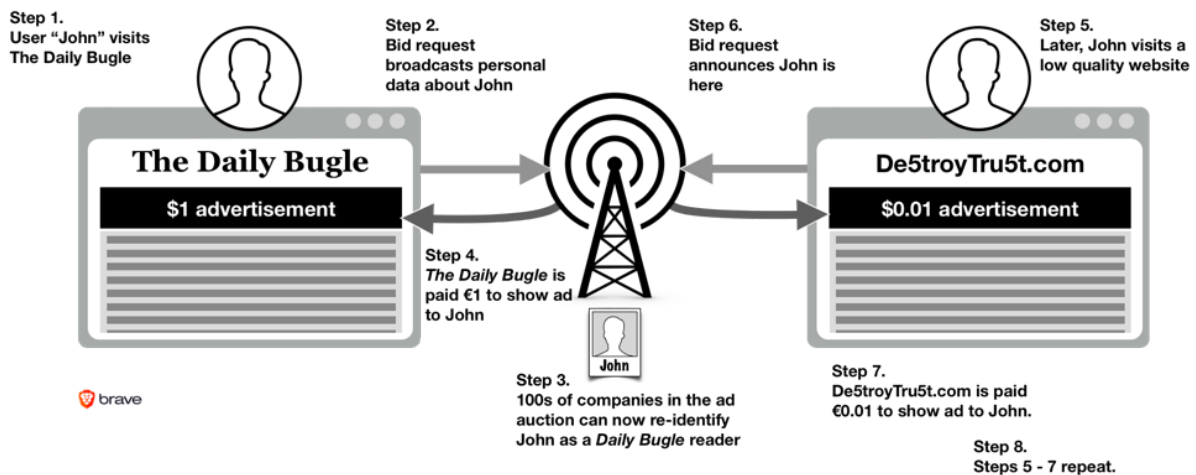 Step 1.
User “John” visits
The Daily Bugle
Step 2.
Bid request
broadcasts personal
data about John
Step 6.
Bid request
announces John is
here
Step 5.
Later, John visits a
low quality website
The Daily Bugle
$1 advertisement
De5troyTru5t.com
$0.01 advertisement
Step 4.
The Daily Bugle is
paid €1 to show ad
to John
John
Step 3.
100s of companies in the ad
auction can now re-identify
John as a Daily Bugle reader
Step 7.
De5troyTru5t.com is paid
€0.01 to show ad to John.
Step 8.
Steps 5 - 7 repeat.
brave